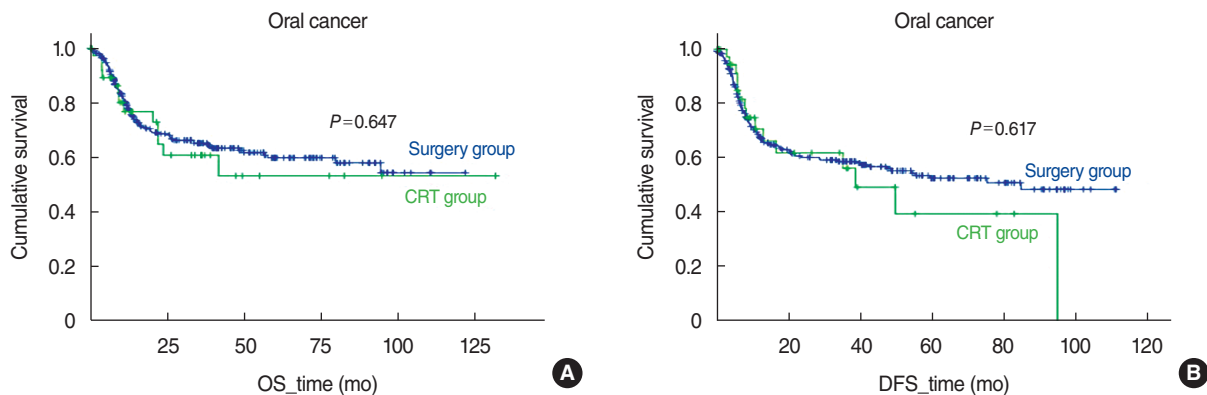 Oral cancer
1.0
0.8
0.6
0.4
0.2
0
Cumulative survival
P=0.647
Surgery group
CRT group
25 50 75 100 125
OS_time (mo)
A
Oral cancer
1.0
0.8
0.6
0.4
0.2
0
Cumulative survival
P=0.617
Surgery group
CRT group
20 40 60 80 100 120
DFS_time (mo)
B